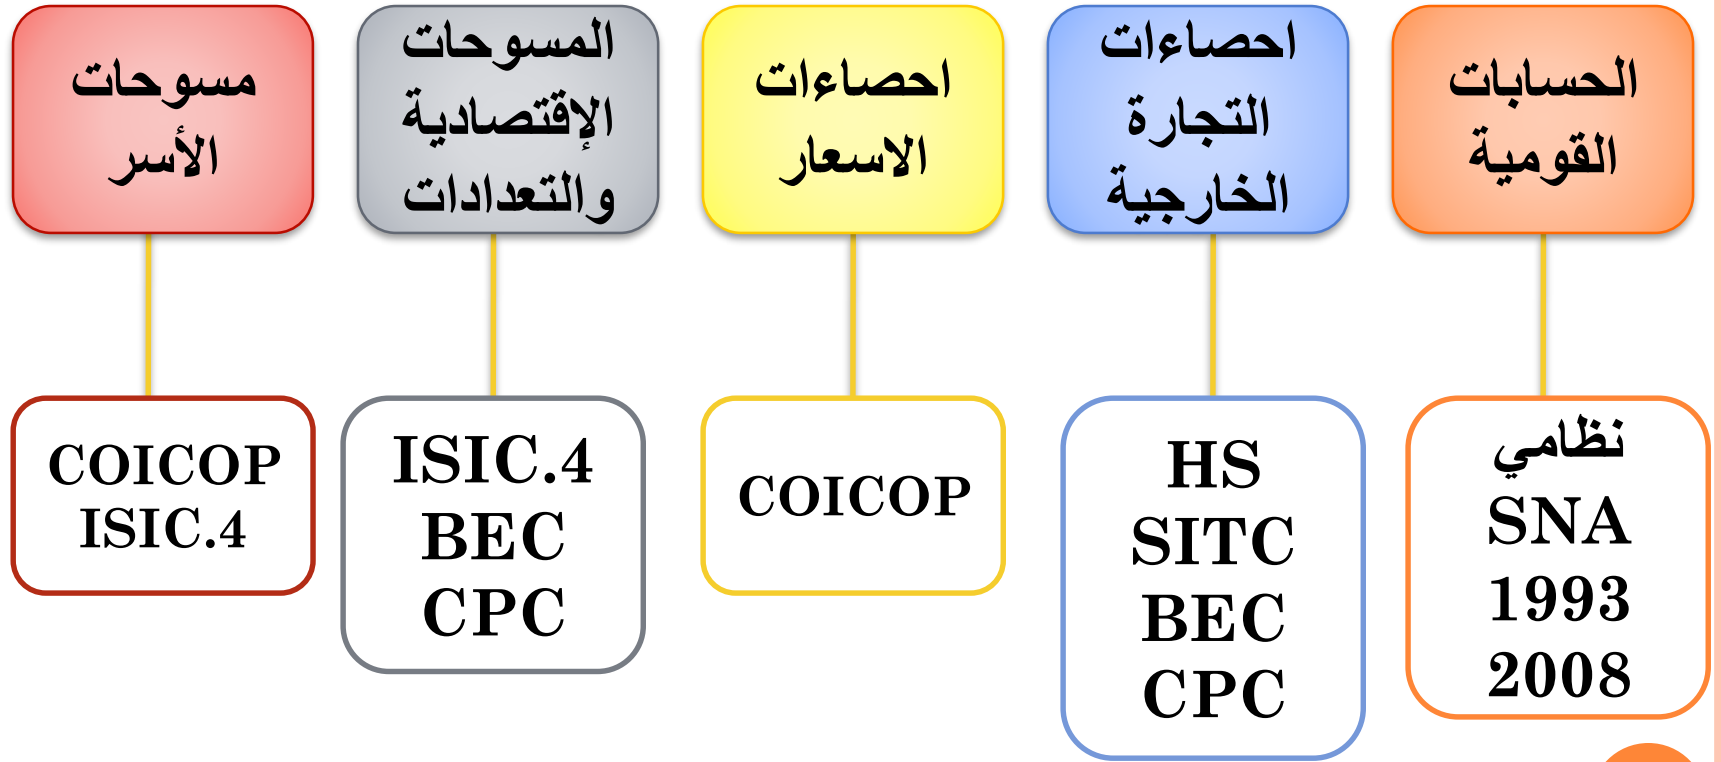 الحسابات
القومية
احصاءات
التجارة
الخارجية
احصاءات
الاسعار
المسوحات
الإقتصادية
والتعدادات
مسوحات
الأسر
نظامي
SNA
1993
2008
HS
SITC
BEC
CPC
COICOP
ISIC.4
BEC
CPC
COICOP
ISIC.4